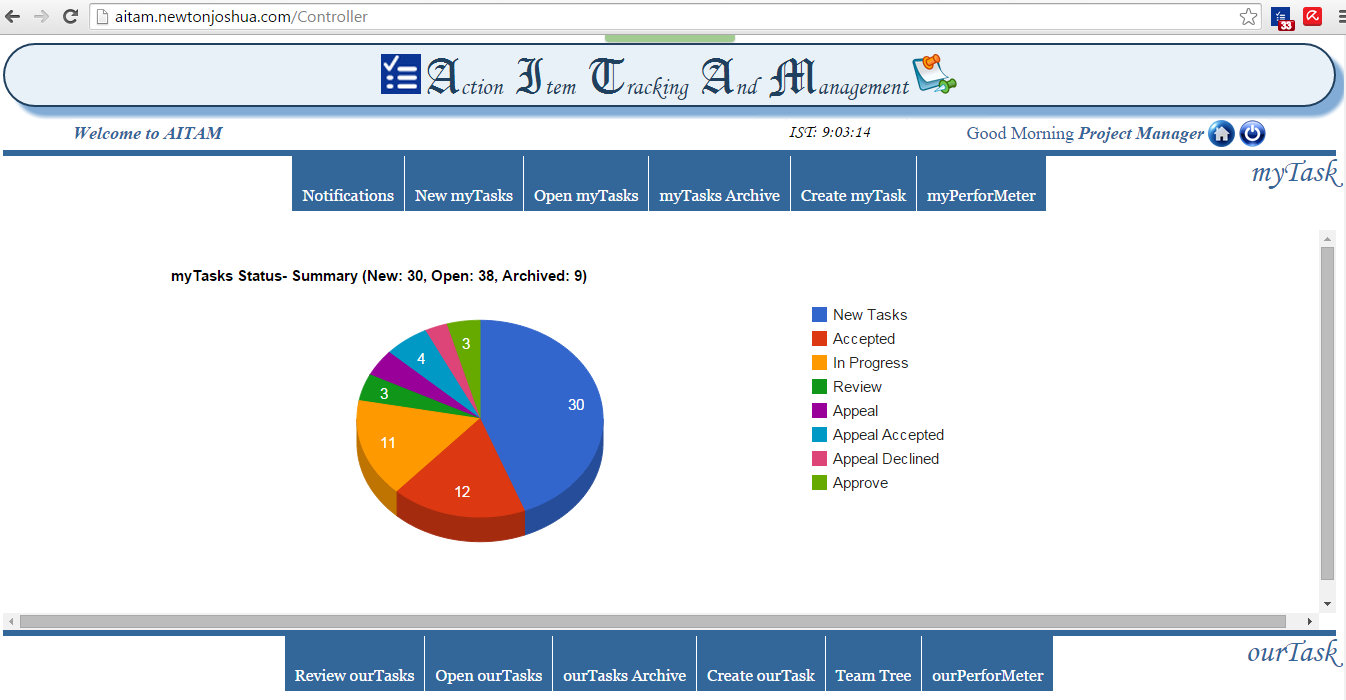 aitam.newtonjoshua.com/Controller
33
Action Item Tracking And Management
Welcome to AITAM
IST: 9:03:14
Good Morning Project Manager
myTask
Notifications
New myTasks
Open myTasks
myTasks Archive
Create myTask
myPerforMeter
myTasks Status- Summary (New: 30, Open: 38, Archived: 9)
New Tasks
Accepted
In Progress
Review
Appeal
Appeal Accepted
Appeal Declined
Approve
3
4
3
30
11
12
ourTask
Review ourTasks
Open ourTasks
ourTasks Archive
Create ourTask
Team Tree
ourPerforMeter